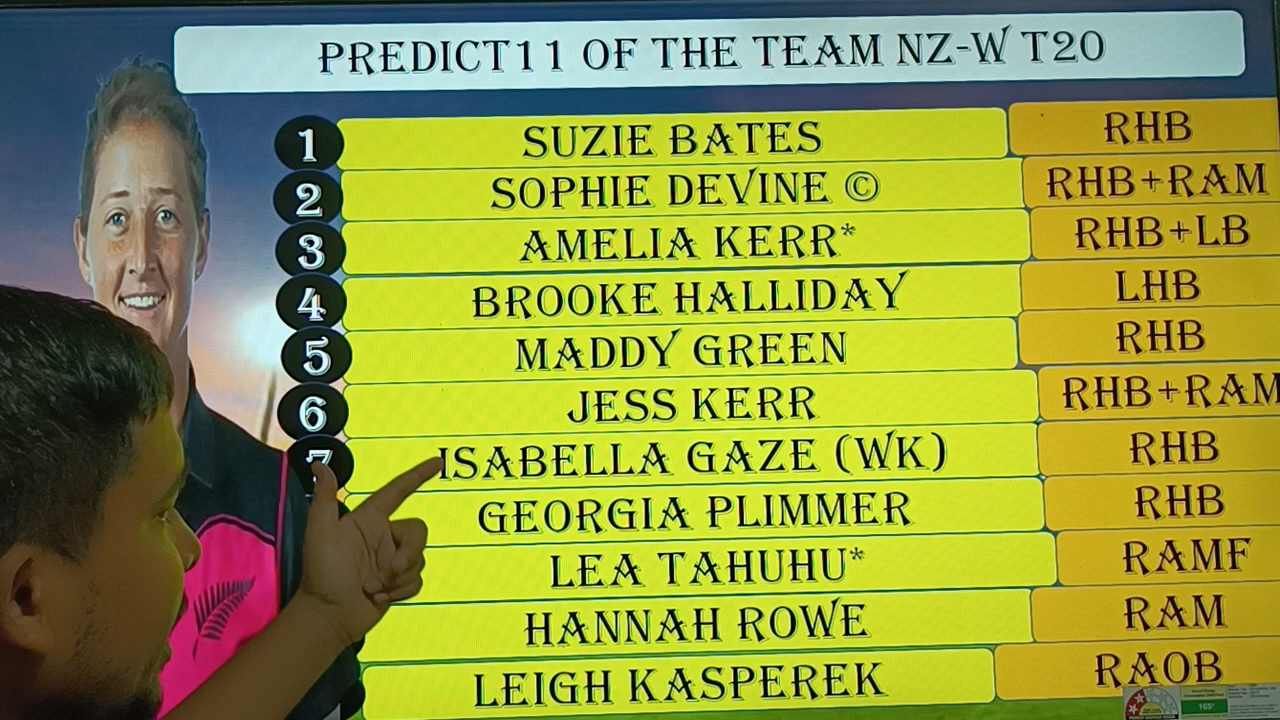 PREDICT11 OF THE TEAM NZ-W T20
1 SUZIE BATES RHB
2 SOPHIE DEVINE © RHB+RAM
3 AMELIA KERR* RHB+LB
4 BROOKE HALLIDAY LHB
5 MADDY GREEN RHB
6 JESS KERR RHB+RAM
7 ISABELLA GAZE (WK) RHB
GEORGIA PLIMMER RHB
LEA TAHUHU* RAMF
HANNAH ROWE RAM
LEIGH KASPEREK RAOB
165°